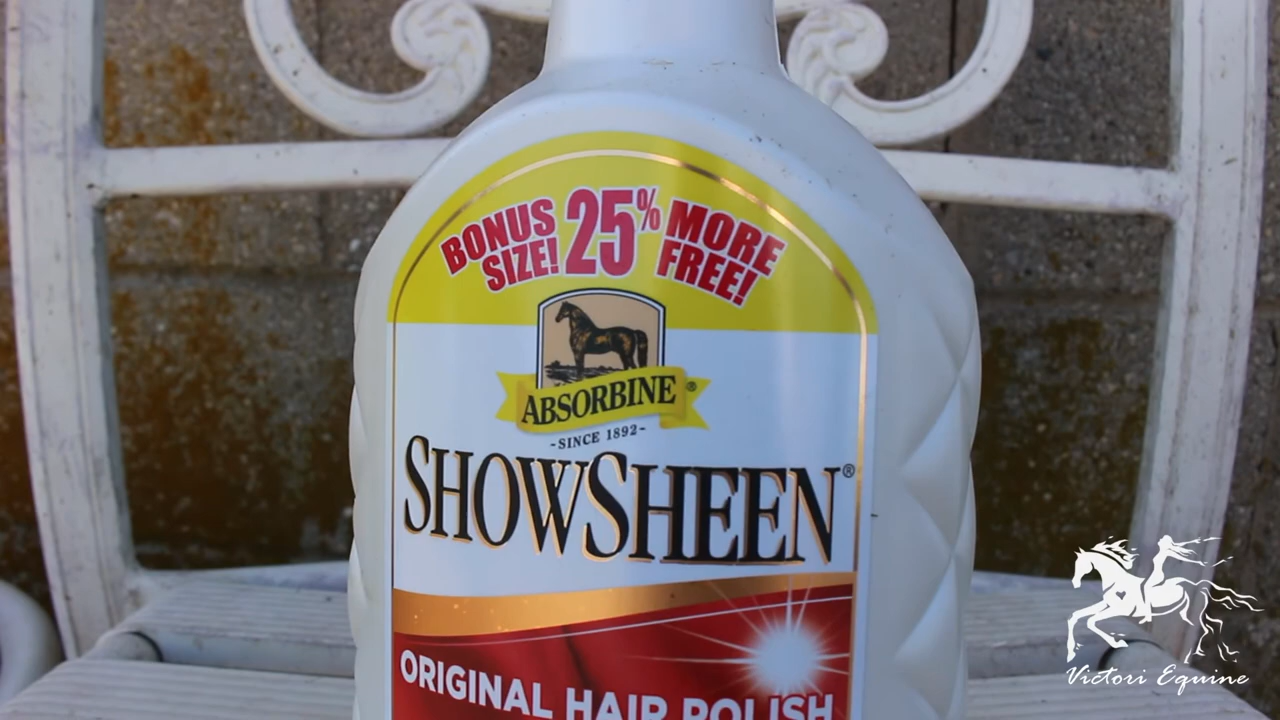 BONUS SIZE! 25% MORE FREE!
ABSORBINE®
-SINCE 1892-
SHOWSHEEN®
ORIGINAL HAIR POLISH
Victori Equine